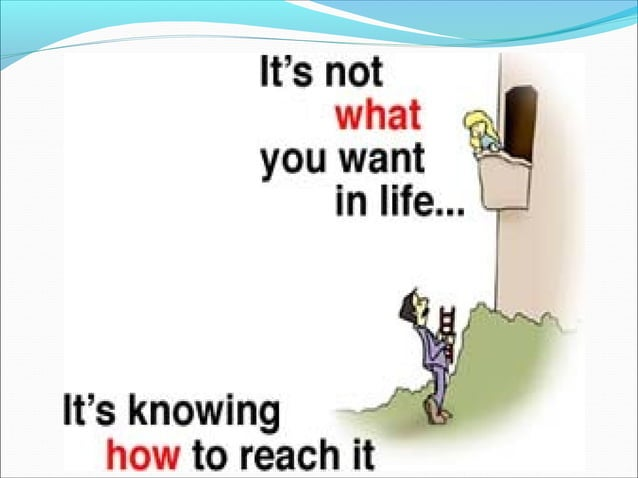 It’s not
what
you want
in life...
It’s knowing
how to reach it